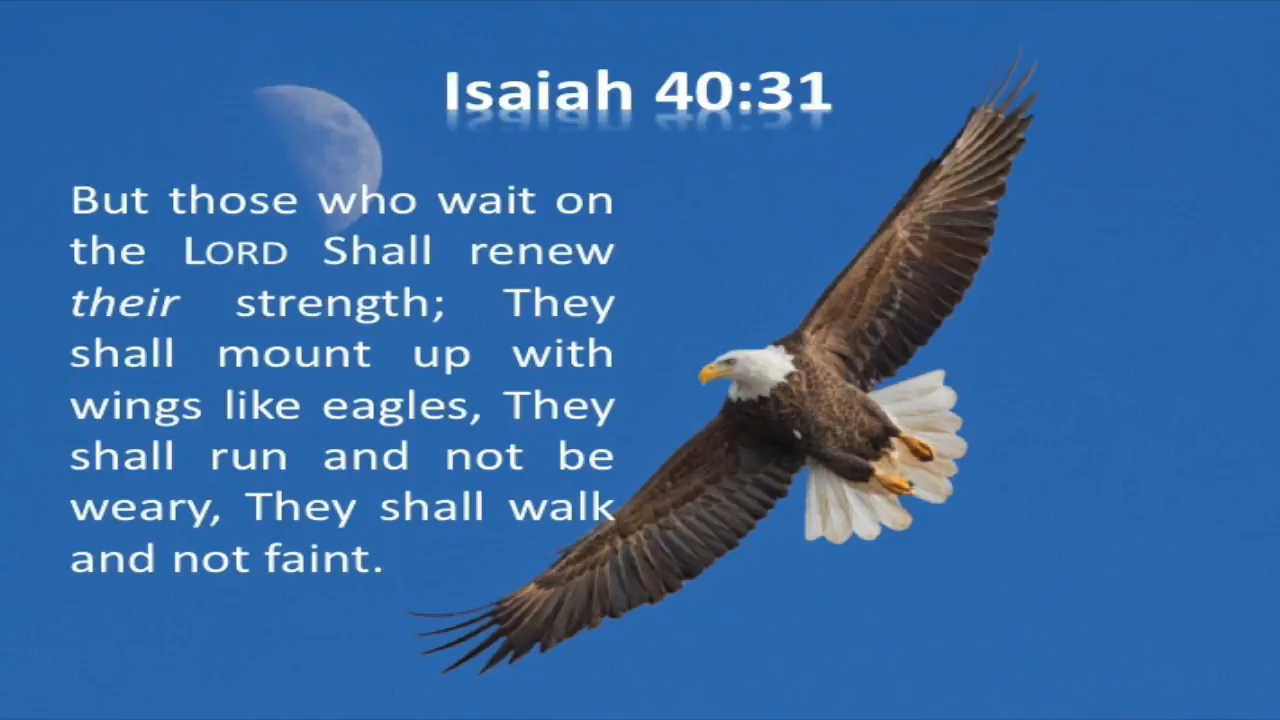 Isaiah 40:31
But those who wait on
the LORD Shall renew
their strength; They
shall mount up with
wings like eagles, They
shall run and not be
weary, They shall walk
and not faint.